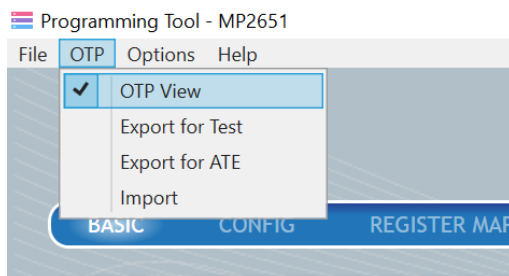 Programming Tool - MP2651
File OTP Options Help
OTP View
Export for Test
Export for ATE
Import
BASIC CONFIG REGISTER MAP